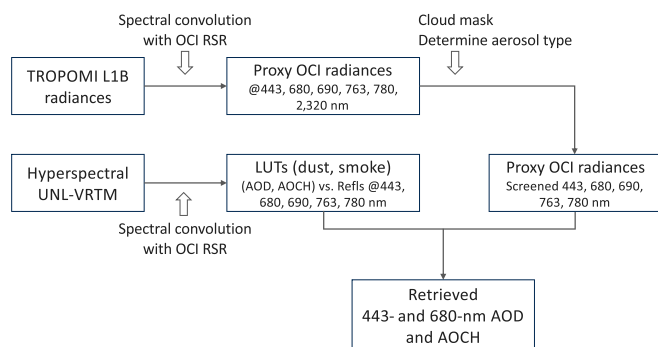 Spectral convolution
with OCI RSR
Cloud mask
Determine aerosol type
TROPOMI L1B
radiances
Proxy OCI radiances
@443, 680, 690, 763, 780,
2,320 nm
Hyperspectral
UNL-VRTM
LUTs (dust, smoke)
(AOD, AOCH) vs. Refls @443,
680, 690, 763, 780 nm
Proxy OCI radiances
Screened 443, 680, 690,
763, 780 nm
Spectral convolution
with OCI RSR
Retrieved
443- and 680-nm AOD
and AOCH